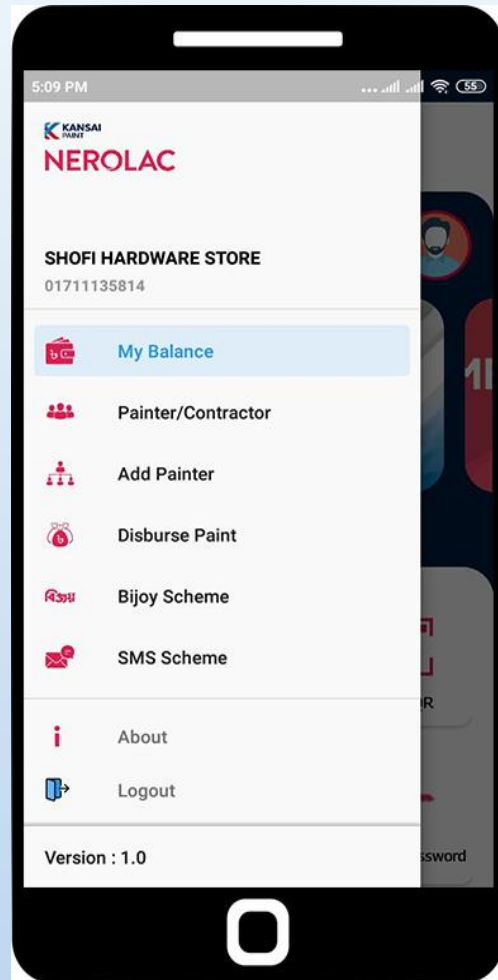 5:09 PM
55
KANSAI
PAINT
NEROLAC
SHOFI HARDWARE STORE
01711135814
৳
My Balance
Painter/Contractor
Add Painter
৳
Disburse Paint
বিজয়
Bijoy Scheme
SMS Scheme
i
About
Logout
Version : 1.0